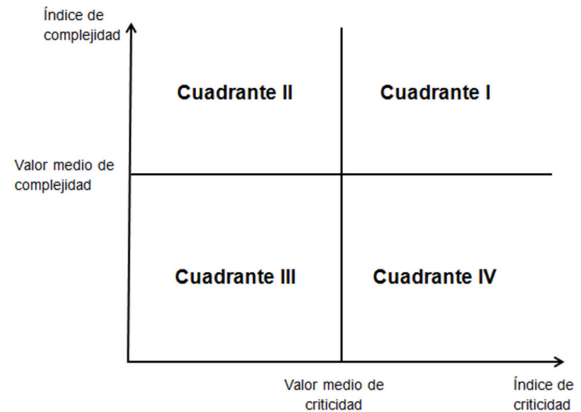 Índice de
complejidad
Cuadrante II
Cuadrante I
Valor medio de
complejidad
Cuadrante III
Cuadrante IV
Valor medio de
criticidad
Índice de
criticidad